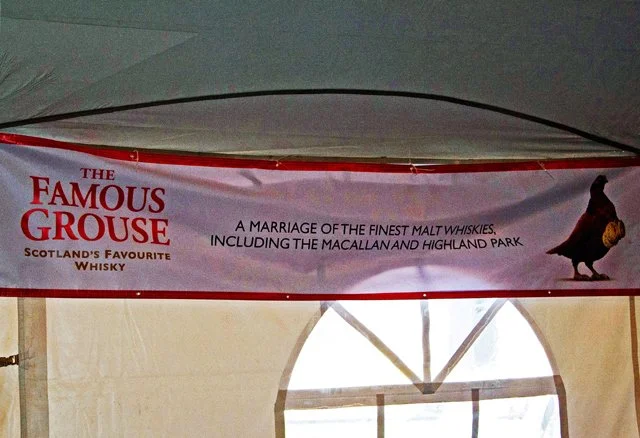 THE
FAMOUS
GROUSE
SCOTLAND'S FAVOURITE
WHISKY
A MARRIAGE OF THE FINEST MALT WHISKIES,
INCLUDING THE MACALLAN AND HIGHLAND PARK